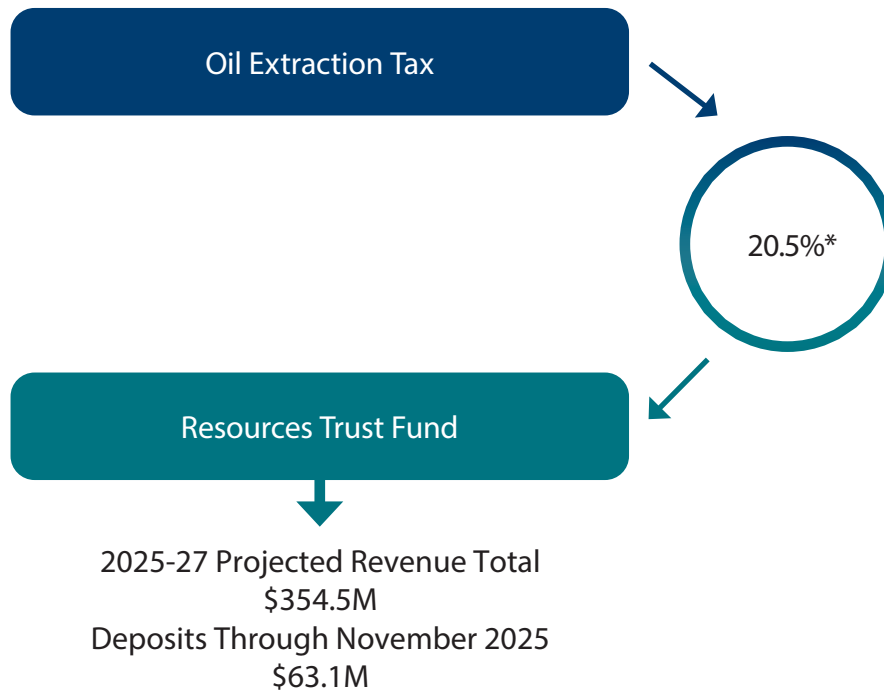 Oil Extraction Tax
20.5%*
Resources Trust Fund
2025-27 Projected Revenue Total
$354.5M
Deposits Through November 2025
$63.1M